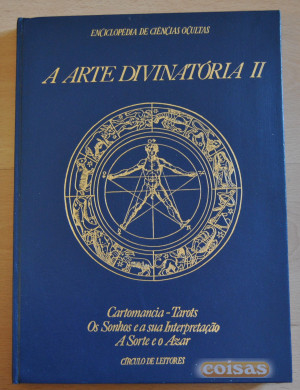 ENCICLOPÉDIA DE CIÊNCIAS OCULTAS
A ARTE DIVINATÓRIA II
Cartomancia - Tarots
Os Sonhos e a sua Interpretação
A Sorte e o Azar
CÍRCULO DE LEITORES
coisas